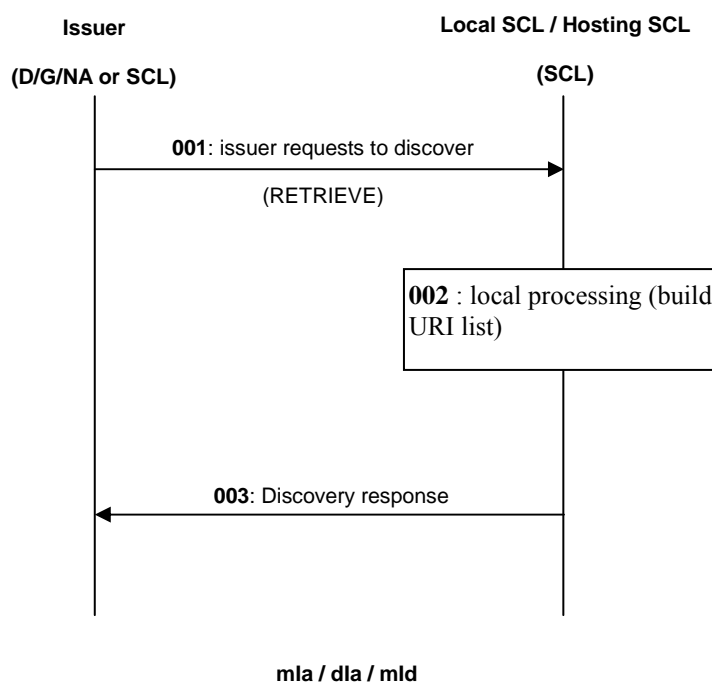 Issuer
Local SCL / Hosting SCL
(D/G/NA or SCL)
(SCL)
001: issuer requests to discover
(RETRIEVE)
002 : local processing (build
URI list)
003: Discovery response
mIa / dIa / mId